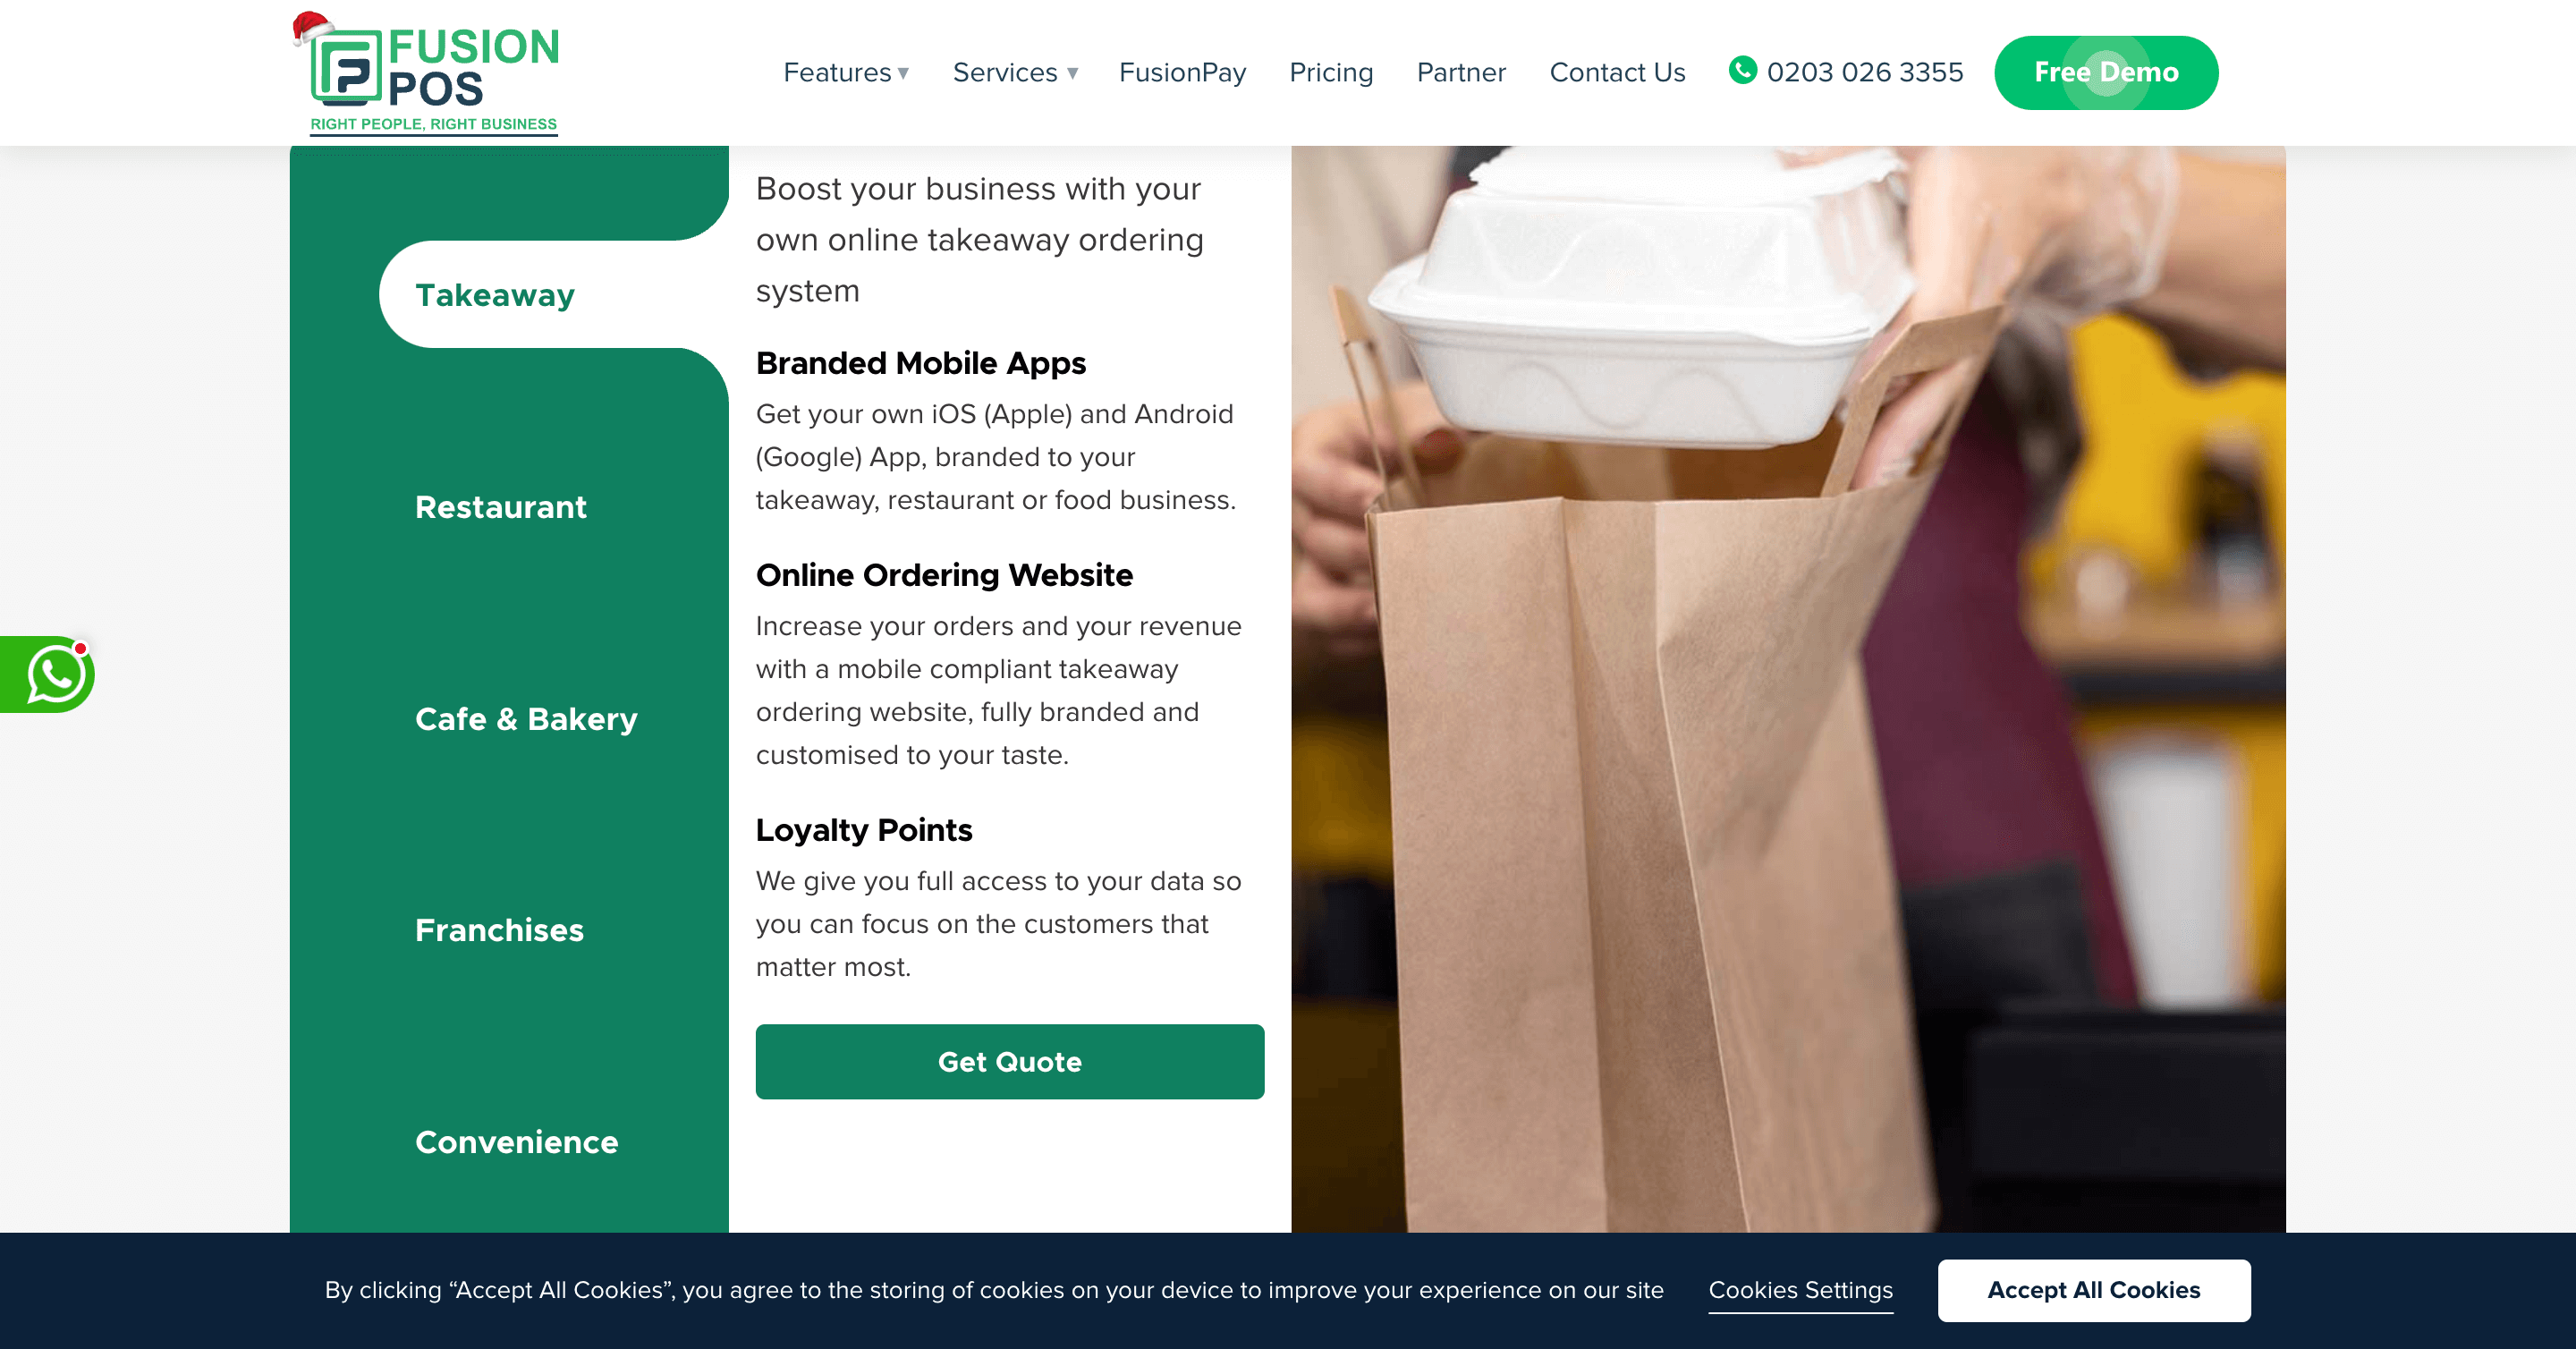 FUSION
POS
RIGHT PEOPLE, RIGHT BUSINESS
Features
Services
FusionPay
Pricing
Partner
Contact Us
0203 026 3355
Free Demo
Takeaway
Restaurant
Cafe & Bakery
Franchises
Convenience
Boost your business with your
own online takeaway ordering
system
Branded Mobile Apps
Get your own iOS (Apple) and Android
(Google) App, branded to your
takeaway, restaurant or food business.
Online Ordering Website
Increase your orders and your revenue
with a mobile compliant takeaway
ordering website, fully branded and
customised to your taste.
Loyalty Points
We give you full access to your data so
you can focus on the customers that
matter most.
Get Quote
By clicking “Accept All Cookies”, you agree to the storing of cookies on your device to improve your experience on our site
Cookies Settings
Accept All Cookies